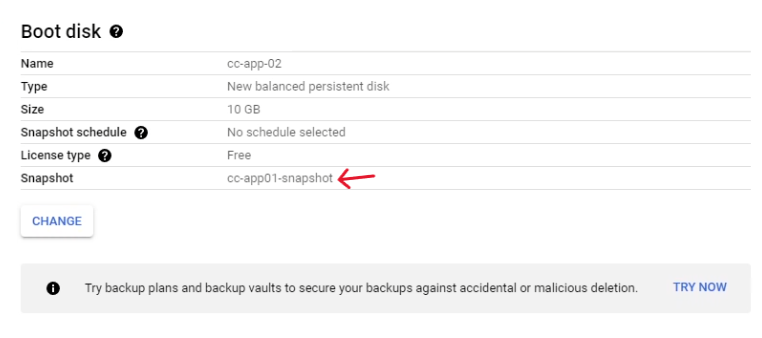 Boot disk
Name cc-app-02
Type New balanced persistent disk
Size 10 GB
Snapshot schedule No schedule selected
License type Free
Snapshot cc-app01-snapshot
CHANGE
Try backup plans and backup vaults to secure your backups against accidental or malicious deletion. TRY NOW